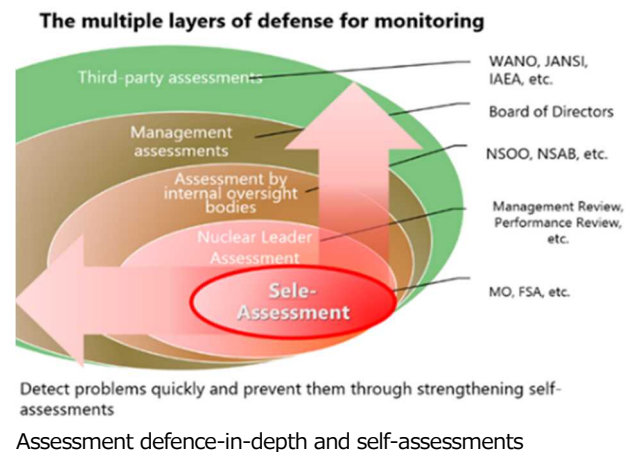 The multiple layers of defense for monitoring
Third-party assessments
WANO, JANSI,
IAEA, etc.
Board of Directors
Management
assessments
NSOO, NSAB, etc.
Assessment by
internal oversight
bodies
Management Review,
Performance Review,
etc.
Nuclear Leader
Assessment
Sele-
Assessment
MO, FSA, etc.
Detect problems quickly and prevent them through strengthening self-
assessments
Assessment defence-in-depth and self-assessments